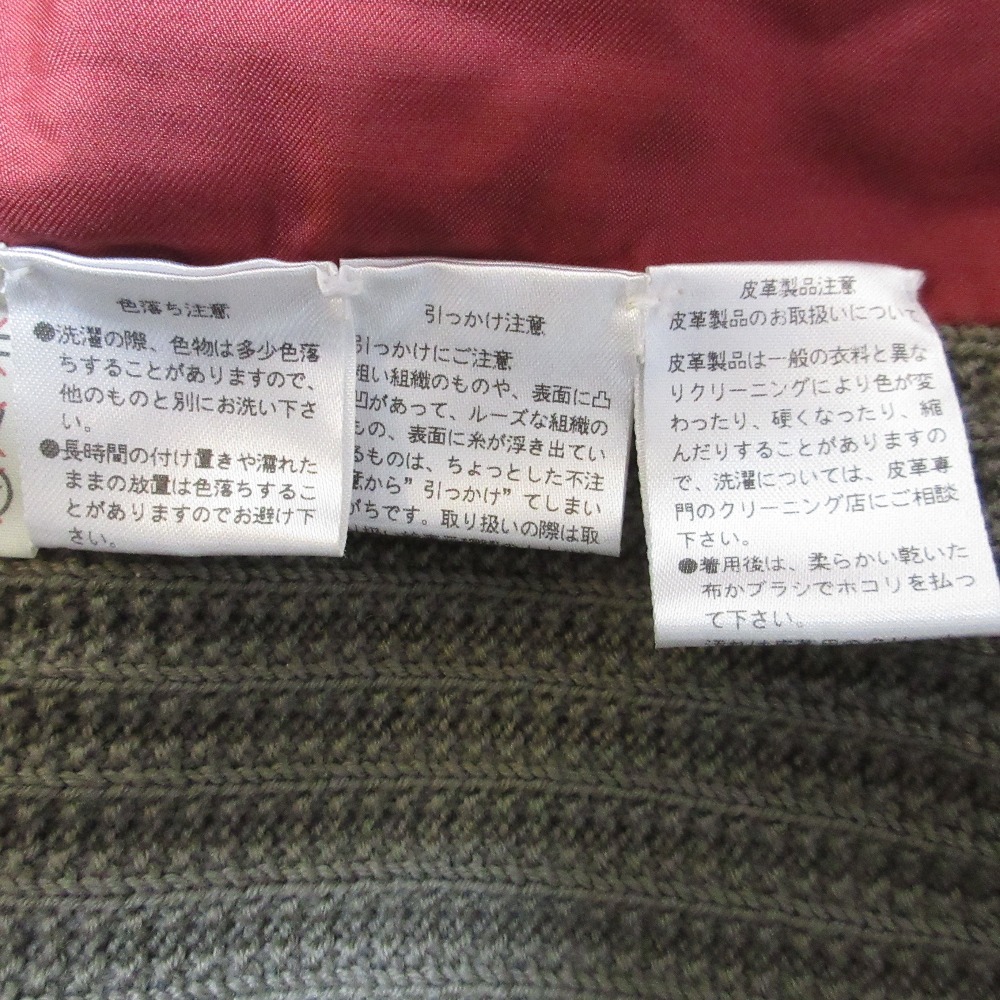 色落ち注意
●洗濯の際、色物は多少色落
ちすることがありますので、
他のものと別にお洗い下さ
い。
●長時間の付け置きや濡れた
ままの放置は色落ちするこ
とがありますのでお避け下
さい。
引っかけ注意
引っかけにご注意
粗い組織のものや、表面に凸
凹があって、ルーズな組織の
もの、表面に糸が浮き出てい
るものは、ちょっとした不注
意から”引っかけ”てしまい
がちです。取り扱いの際は取
皮革製品注意
皮革製品のお取扱いについて
皮革製品は一般の衣料と異な
りクリーニングにより色が変
わったり、硬くなったり、縮
んだりすることがありますの
で、洗濯については、皮革専
門のクリーニング店にご相談
下さい。
●着用後は、柔らかい乾いた
布かブラシでホコリを払っ
て下さい。